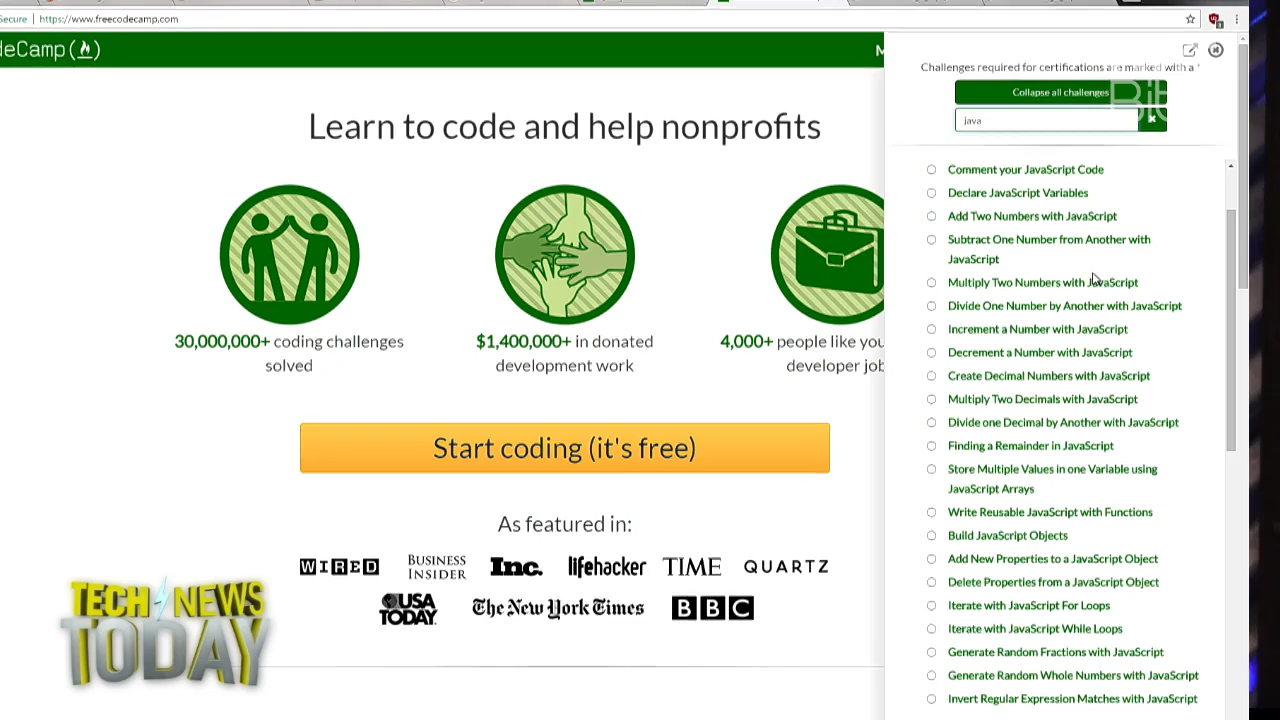 Secure | https://www.freecodecamp.com
deCamp(
M
Challenges required for certifications are marked with a *
Collapse all challenges
java
Learn to code and help nonprofits
30,000,000+ coding challenges
solved
$1,400,000+ in donated
development work
4,000+ people like you
developer job
Start coding (it's free)
As featured in:
WIRED
BUSINESS
INSIDER
Inc.
lifehacker
TIME
QUARTZ
USA
TODAY
The New York Times
BBC
Comment your JavaScript Code
Declare JavaScript Variables
Add Two Numbers with JavaScript
Subtract One Number from Another with
JavaScript
Multiply Two Numbers with JavaScript
Divide One Number by Another with JavaScript
Increment a Number with JavaScript
Decrement a Number with JavaScript
Create Decimal Numbers with JavaScript
Multiply Two Decimals with JavaScript
Divide one Decimal by Another with JavaScript
Finding a Remainder in JavaScript
Store Multiple Values in one Variable using
JavaScript Arrays
Write Reusable JavaScript with Functions
Build JavaScript Objects
Add New Properties to a JavaScript Object
Delete Properties from a JavaScript Object
Iterate with JavaScript For Loops
Iterate with JavaScript While Loops
Generate Random Fractions with JavaScript
Generate Random Whole Numbers with JavaScript
Invert Regular Expression Matches with JavaScript
TECH NEWS
TODAY